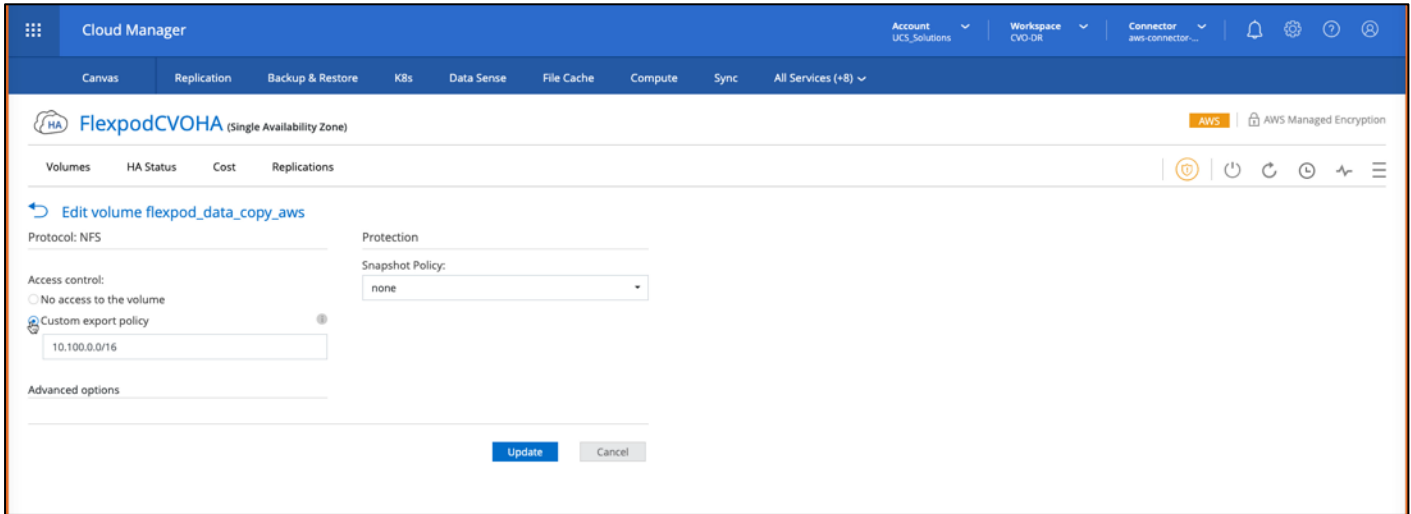 Cloud Manager
Account
UCS_Solutions
Workspace
CVO-DR
Connector
aws-connector-...
Canvas Replication Backup & Restore K8s Data Sense File Cache Compute Sync All Services (+8)
HA FlexpodCVOHA (Single Availability Zone)
AWS AWS Managed Encryption
Volumes HA Status Cost Replications
Edit volume flexpod_data_copy_aws
Protocol: NFS
Protection
Access control:
No access to the volume
Custom export policy
10.100.0.0/16
Snapshot Policy:
none
Advanced options
Update Cancel